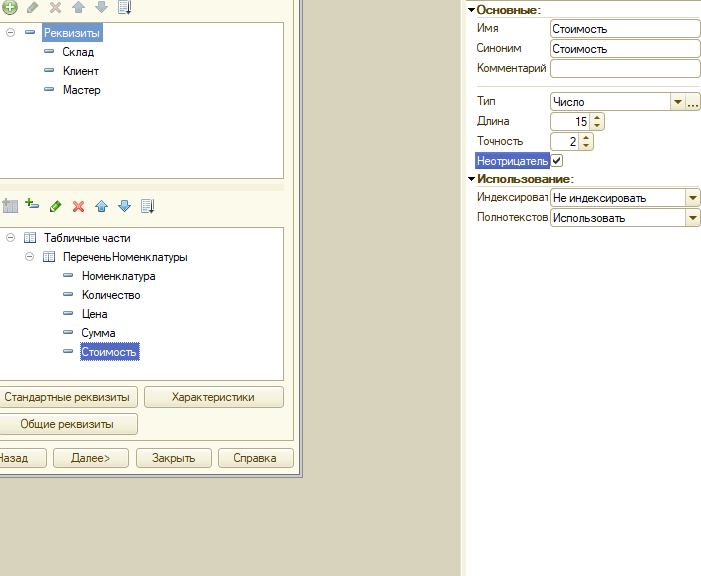 Реквизиты
Склад
Клиент
Мастер
Табличные части
ПереченьНоменклатуры
Номенклатура
Количество
Цена
Сумма
Стоимость
Стандартные реквизиты
Характеристики
Общие реквизиты
Назад Далее> Закрыть Справка
Основные:
Имя Стоимость
Синоним Стоимость
Комментарий
Тип Число ...
Длина 15
Точность 2
Неотрицатель
Использование:
Индексироват Не индексировать
Полнотекстов Использовать